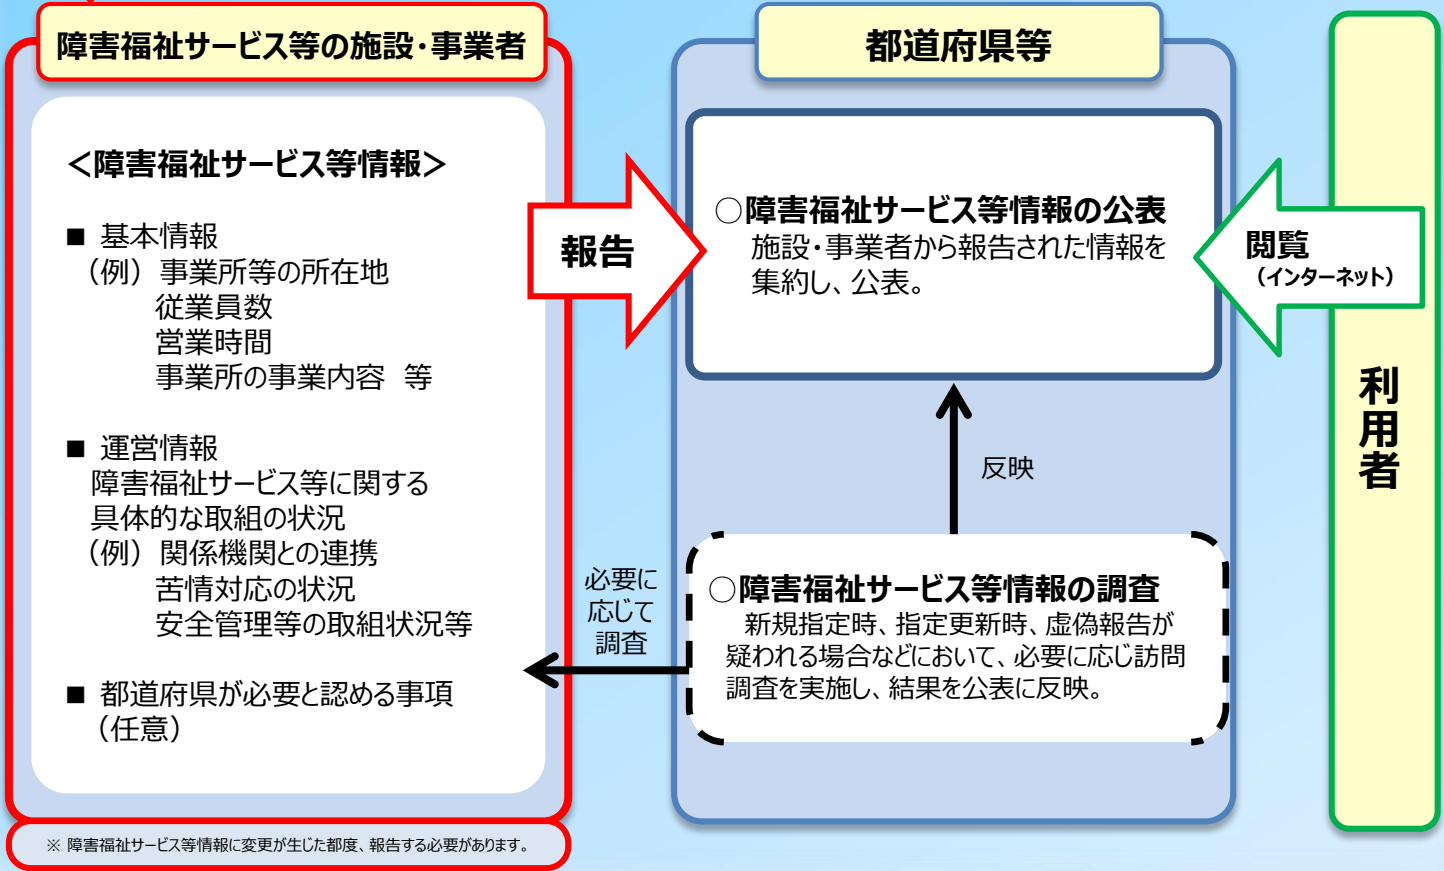 障害福祉サービス等の施設・事業者
＜障害福祉サービス等情報＞
■ 基本情報
（例）事業所等の所在地
従業員数
営業時間
事業所の事業内容　等
■ 運営情報
障害福祉サービス等に関する
具体的な取組の状況
（例）関係機関との連携
苦情対応の状況
安全管理等の取組状況等
■ 都道府県が必要と認める事項
（任意）
※ 障害福祉サービス等情報に変更が生じた都度、報告する必要があります。
報告
必要に
応じて
調査
都道府県等
○障害福祉サービス等情報の公表
施設・事業者から報告された情報を
集約し、公表。
反映
○障害福祉サービス等情報の調査
新規指定時、指定更新時、虚偽報告が
疑われる場合などにおいて、必要に応じ訪問
調査を実施し、結果を公表に反映。
閲覧
（インターネット）
利用者